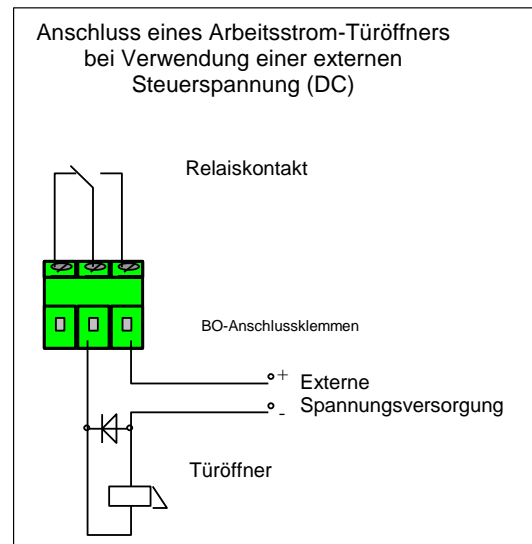 Anschluss eines Arbeitsstrom-Türöffners
bei Verwendung einer externen
Steuerspannung (DC)
Relaiskontakt
BO-Anschlussklemmen
+ Externe
- Spannungsversorgung
Türöffner